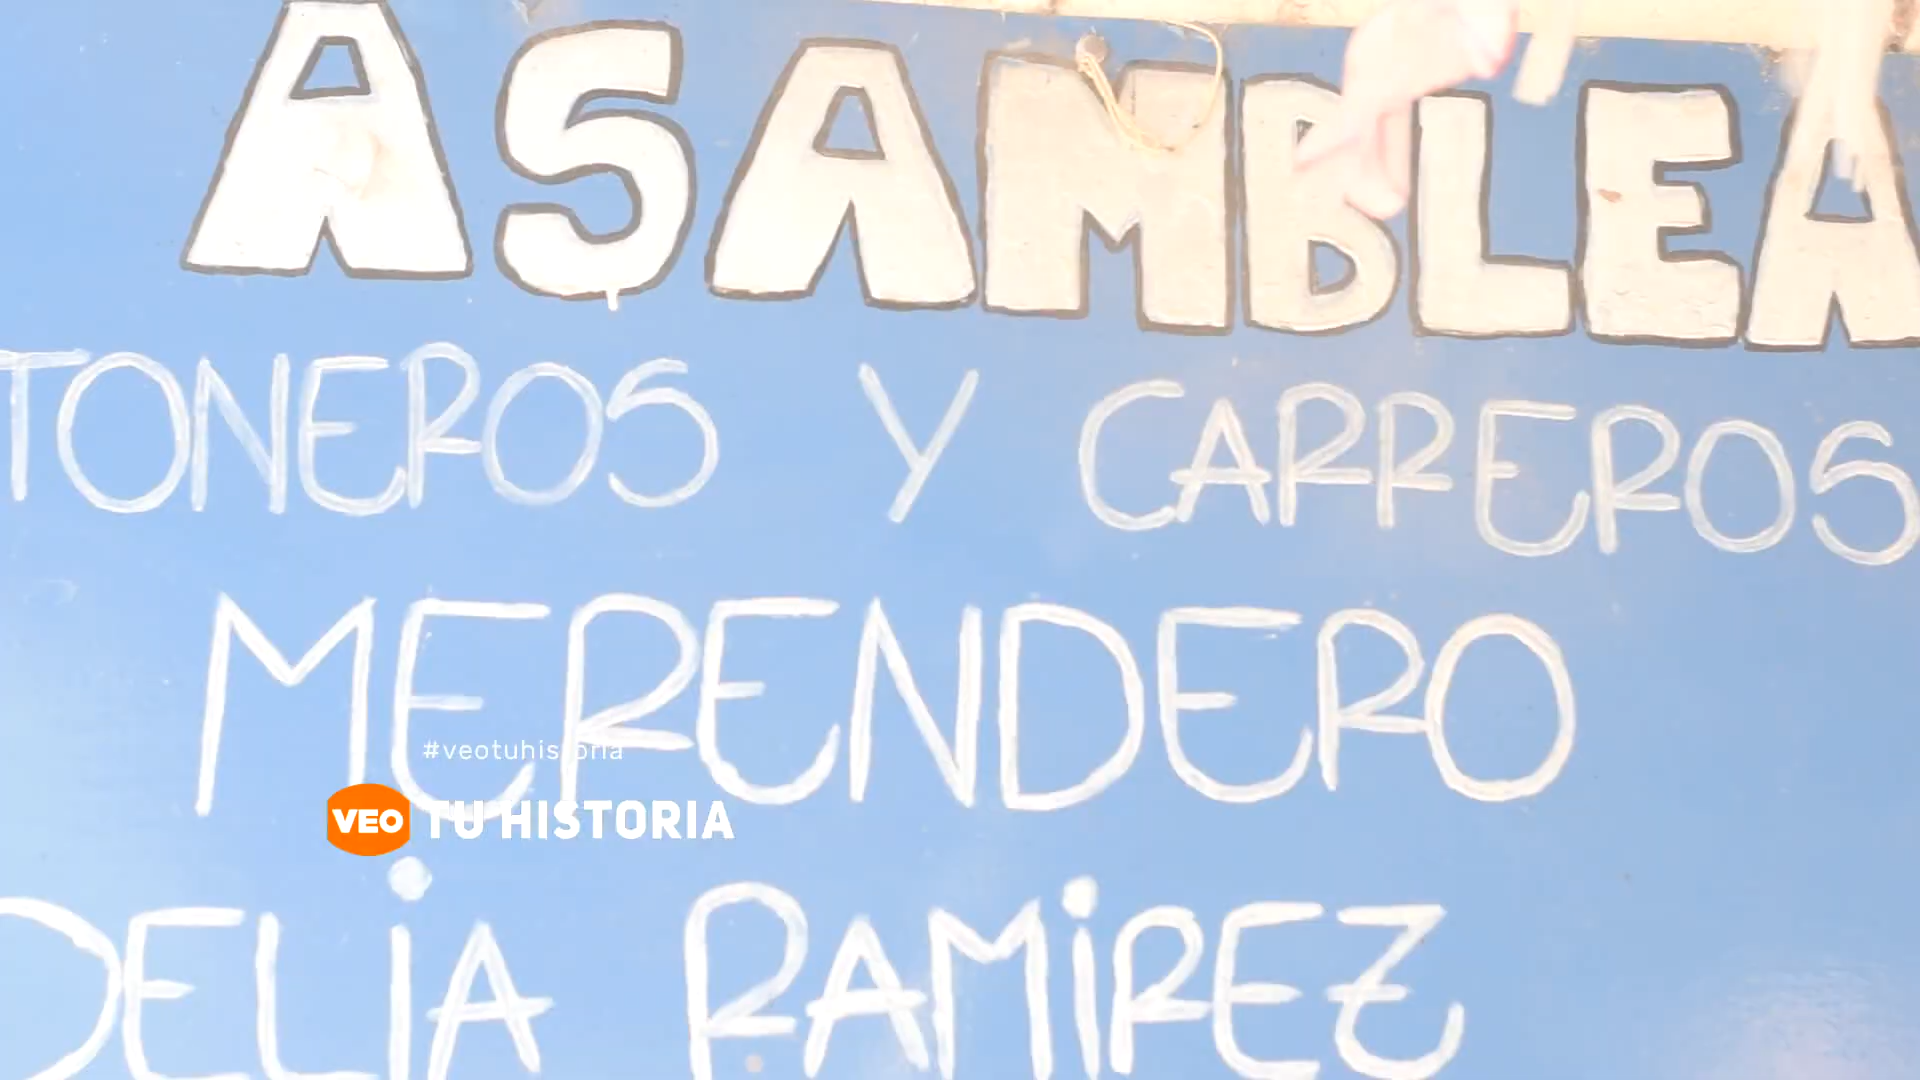 ASAMBLEA
TONEROS Y CARREROS
MERENDERO
#veotuhistoria
VEO TU HISTORIA
DELIA RAMIREZ